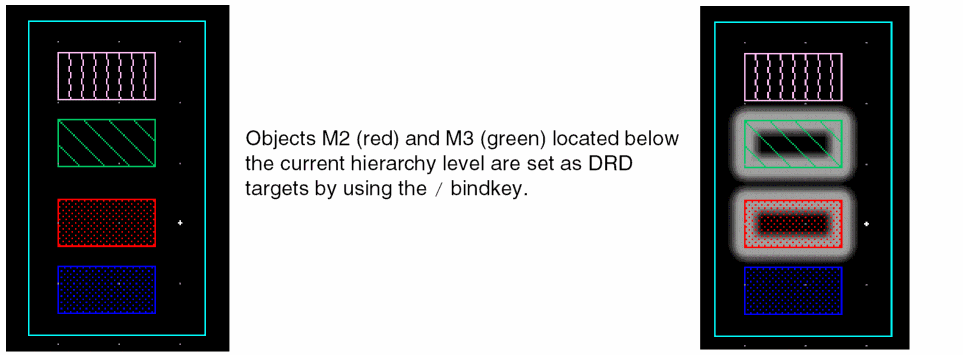 Objects M2 (red) and M3 (green) located below
the current hierarchy level are set as DRD
targets by using the / bindkey.